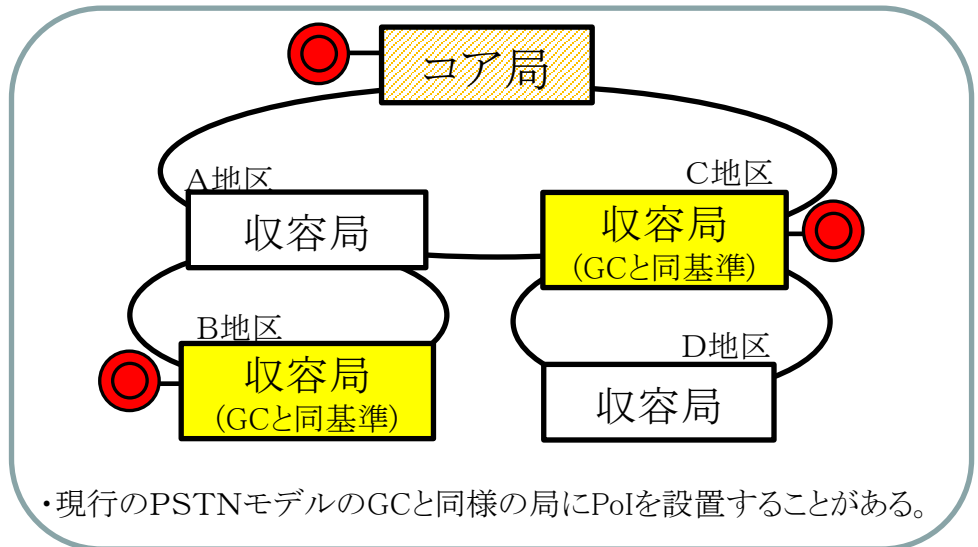 コア局
A地区
収容局
C地区
収容局
(GCと同基準)
B地区
収容局
(GCと同基準)
D地区
収容局
・現行のPSTNモデルのGCと同様の局にPoIを設置することがある。